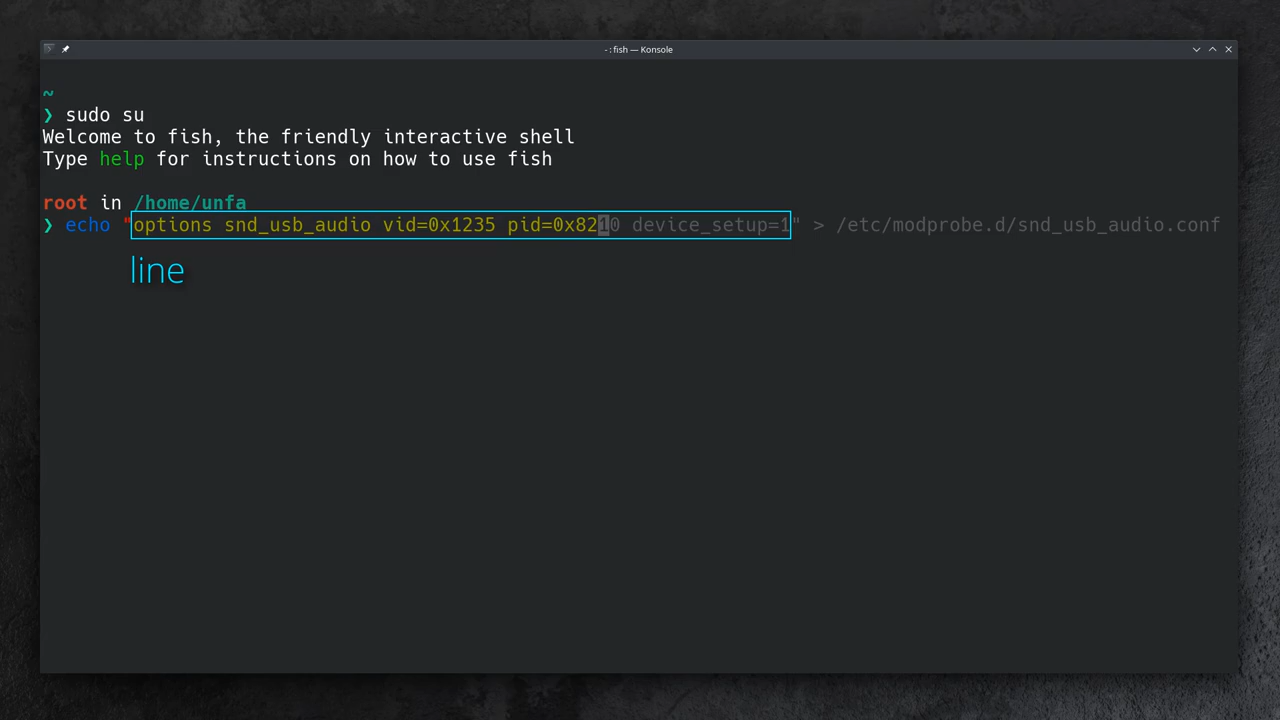 - : fish — Konsole
~
❯ sudo su
Welcome to fish, the friendly interactive shell
Type help for instructions on how to use fish
root in /home/unfa
❯ echo "options snd_usb_audio vid=0x1235 pid=0x8210 device_setup=1" > /etc/modprobe.d/snd_usb_audio.conf
line